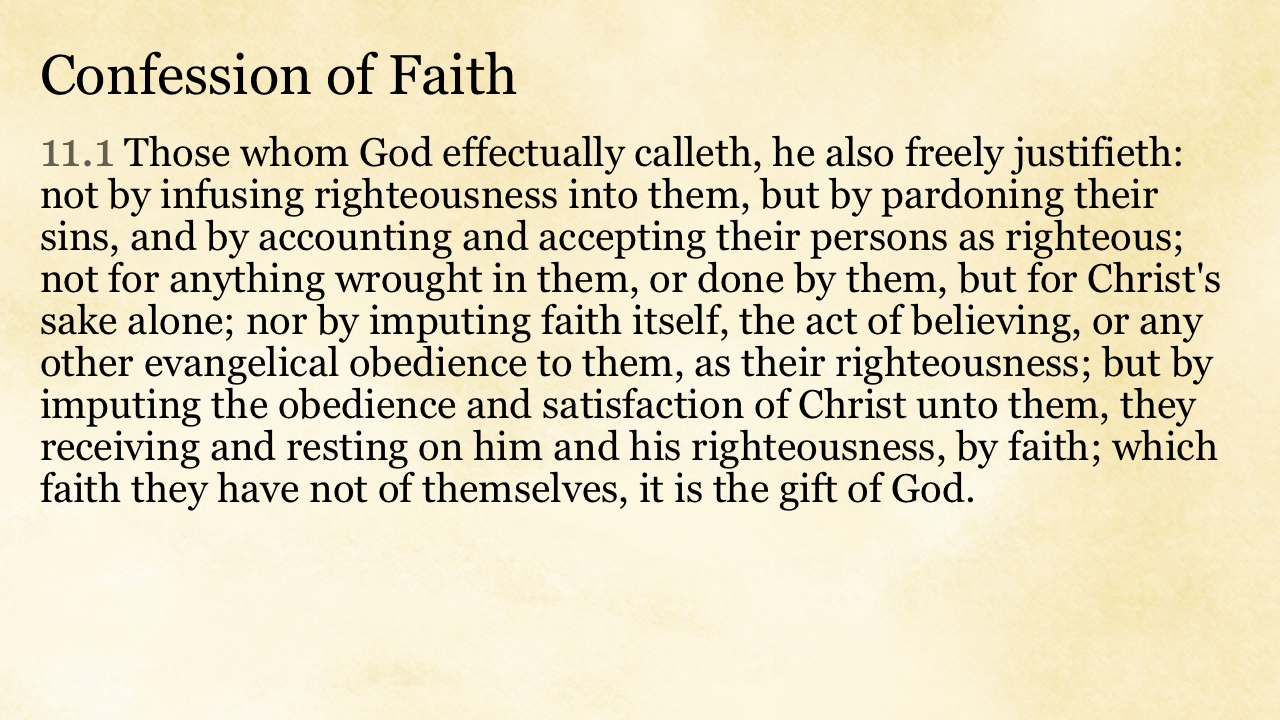 Confession of Faith
11.1 Those whom God effectually calleth, he also freely justifieth:
not by infusing righteousness into them, but by pardoning their
sins, and by accounting and accepting their persons as righteous;
not for anything wrought in them, or done by them, but for Christ's
sake alone; nor by imputing faith itself, the act of believing, or any
other evangelical obedience to them, as their righteousness; but by
imputing the obedience and satisfaction of Christ unto them, they
receiving and resting on him and his righteousness, by faith; which
faith they have not of themselves, it is the gift of God.